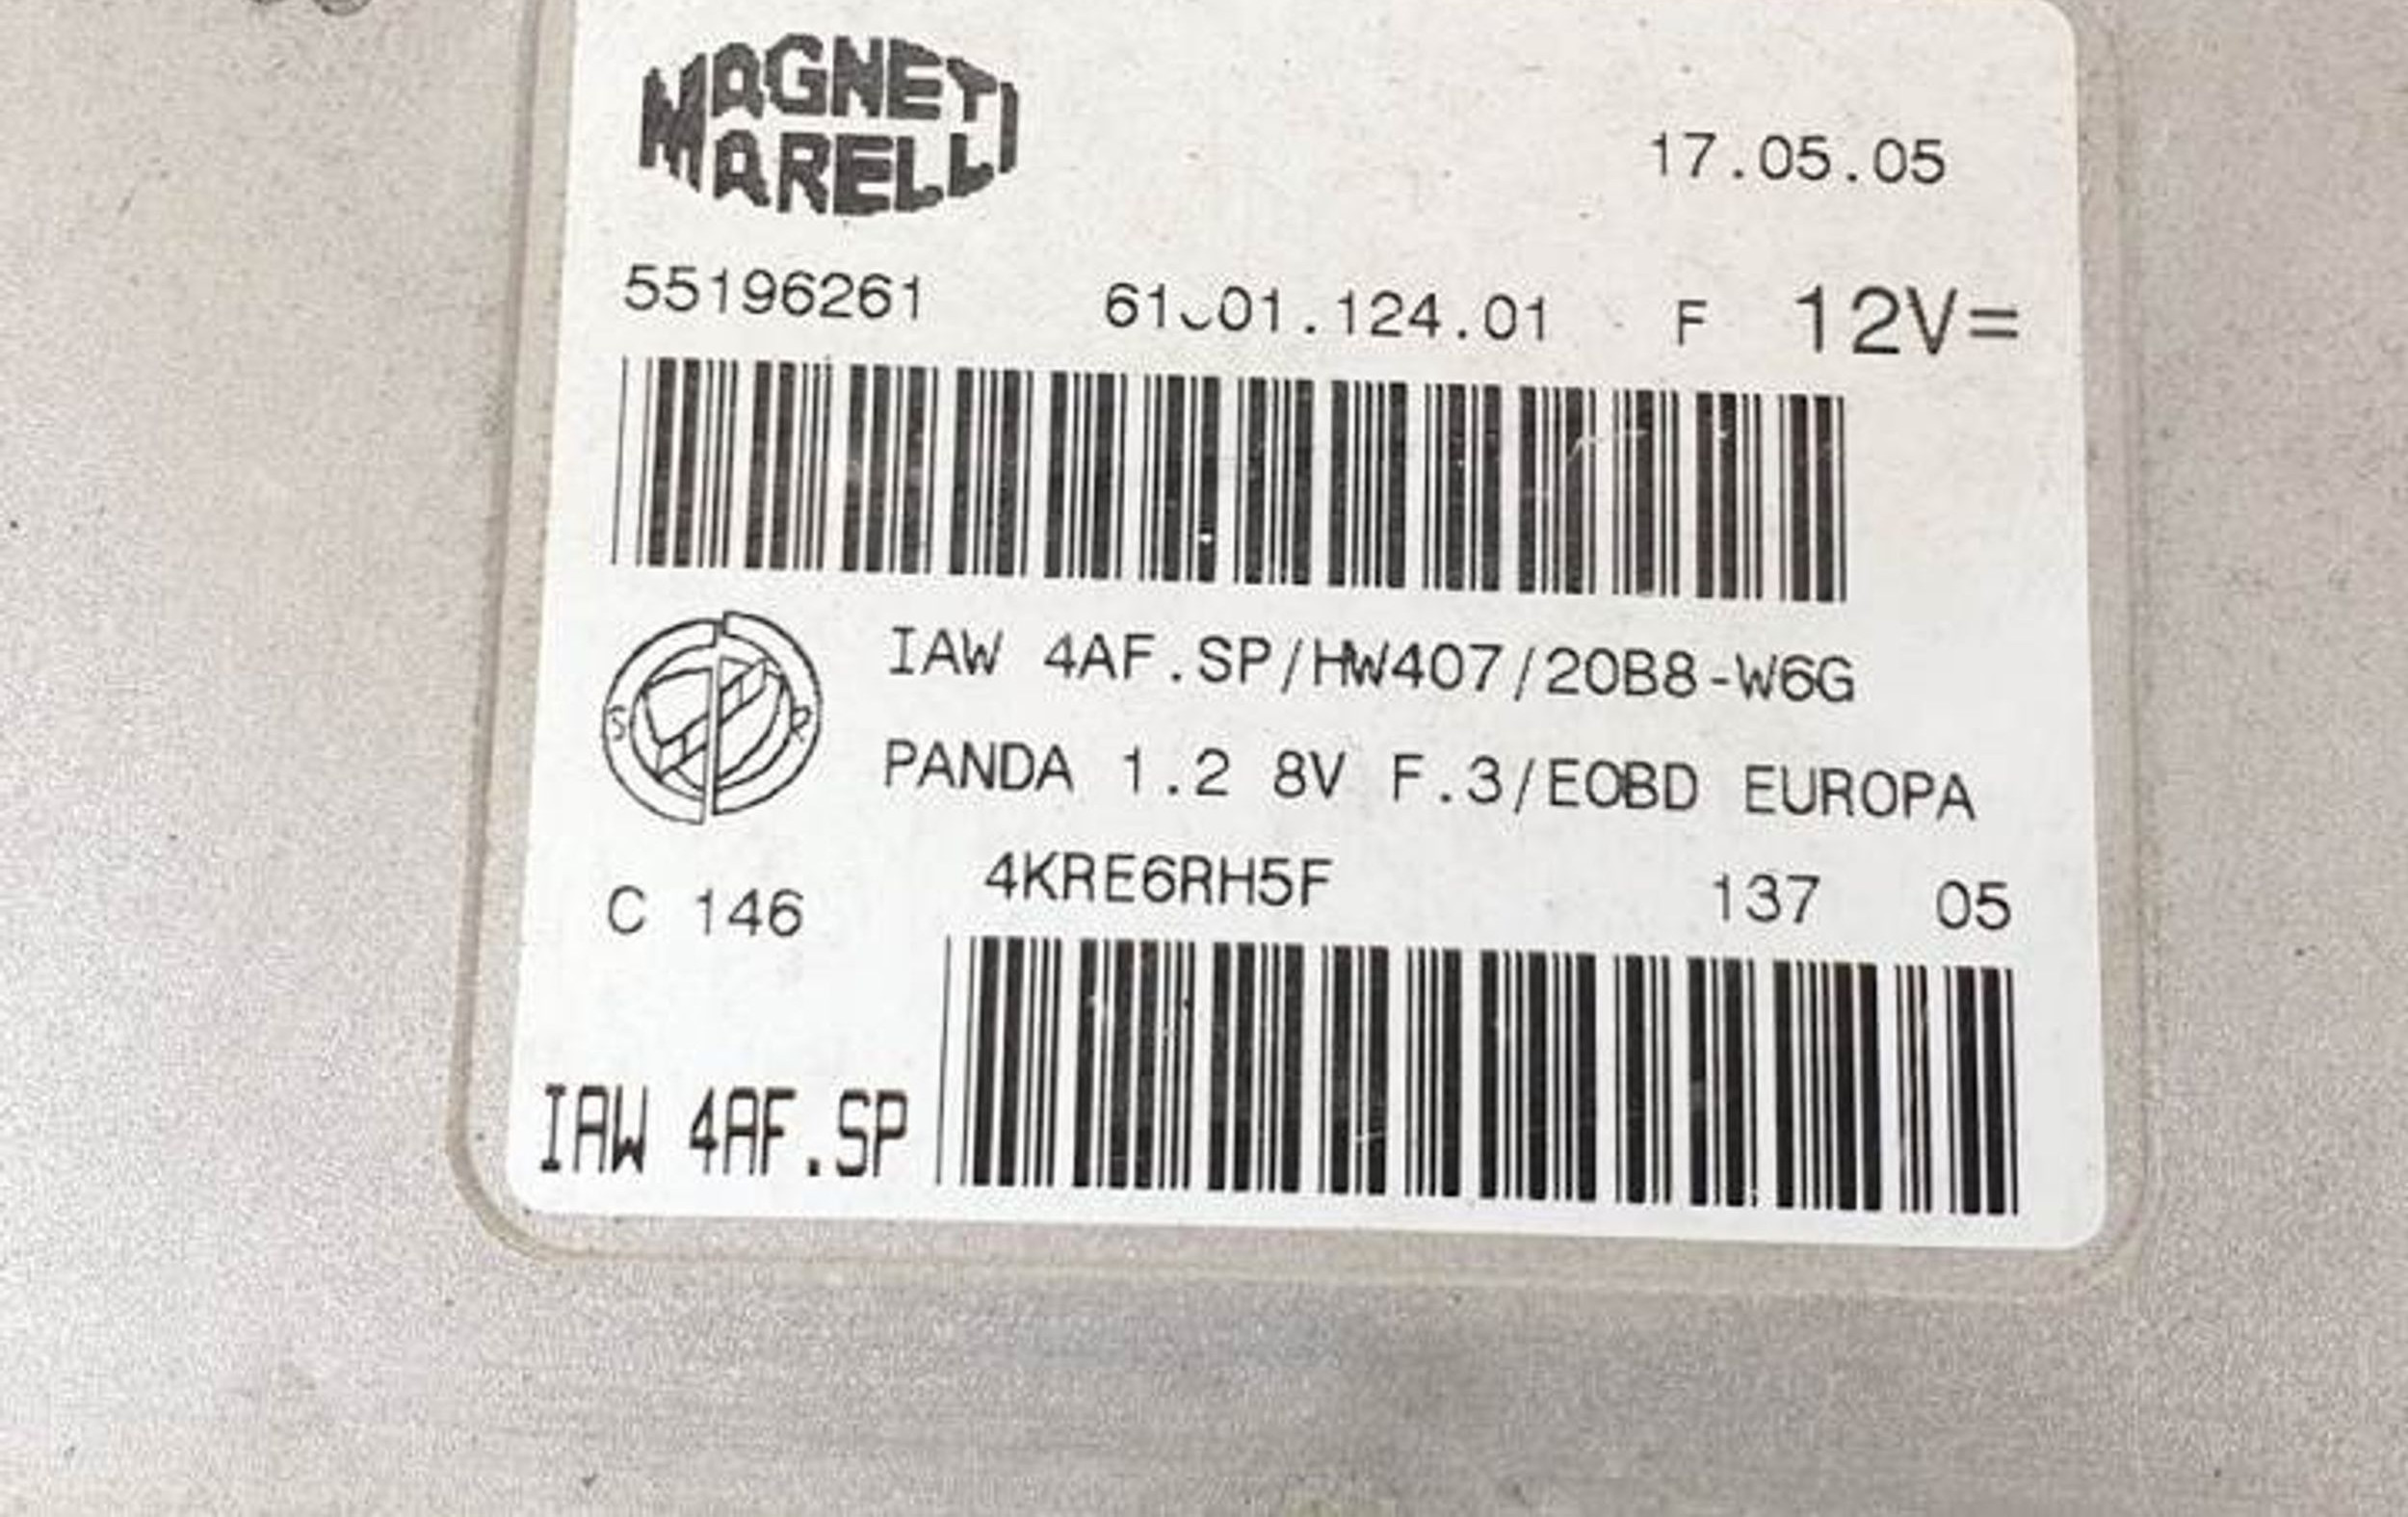 MAGNETI
MARELLI
17.05.05
55196261 F 12V=
IAW 4AF.SP/HW407/20B8-W6G
PANDA 1.2 8V F.3/EOBD EUROPA
C 146 4KRE6RH5F 137 05
IAW 4AF.SP